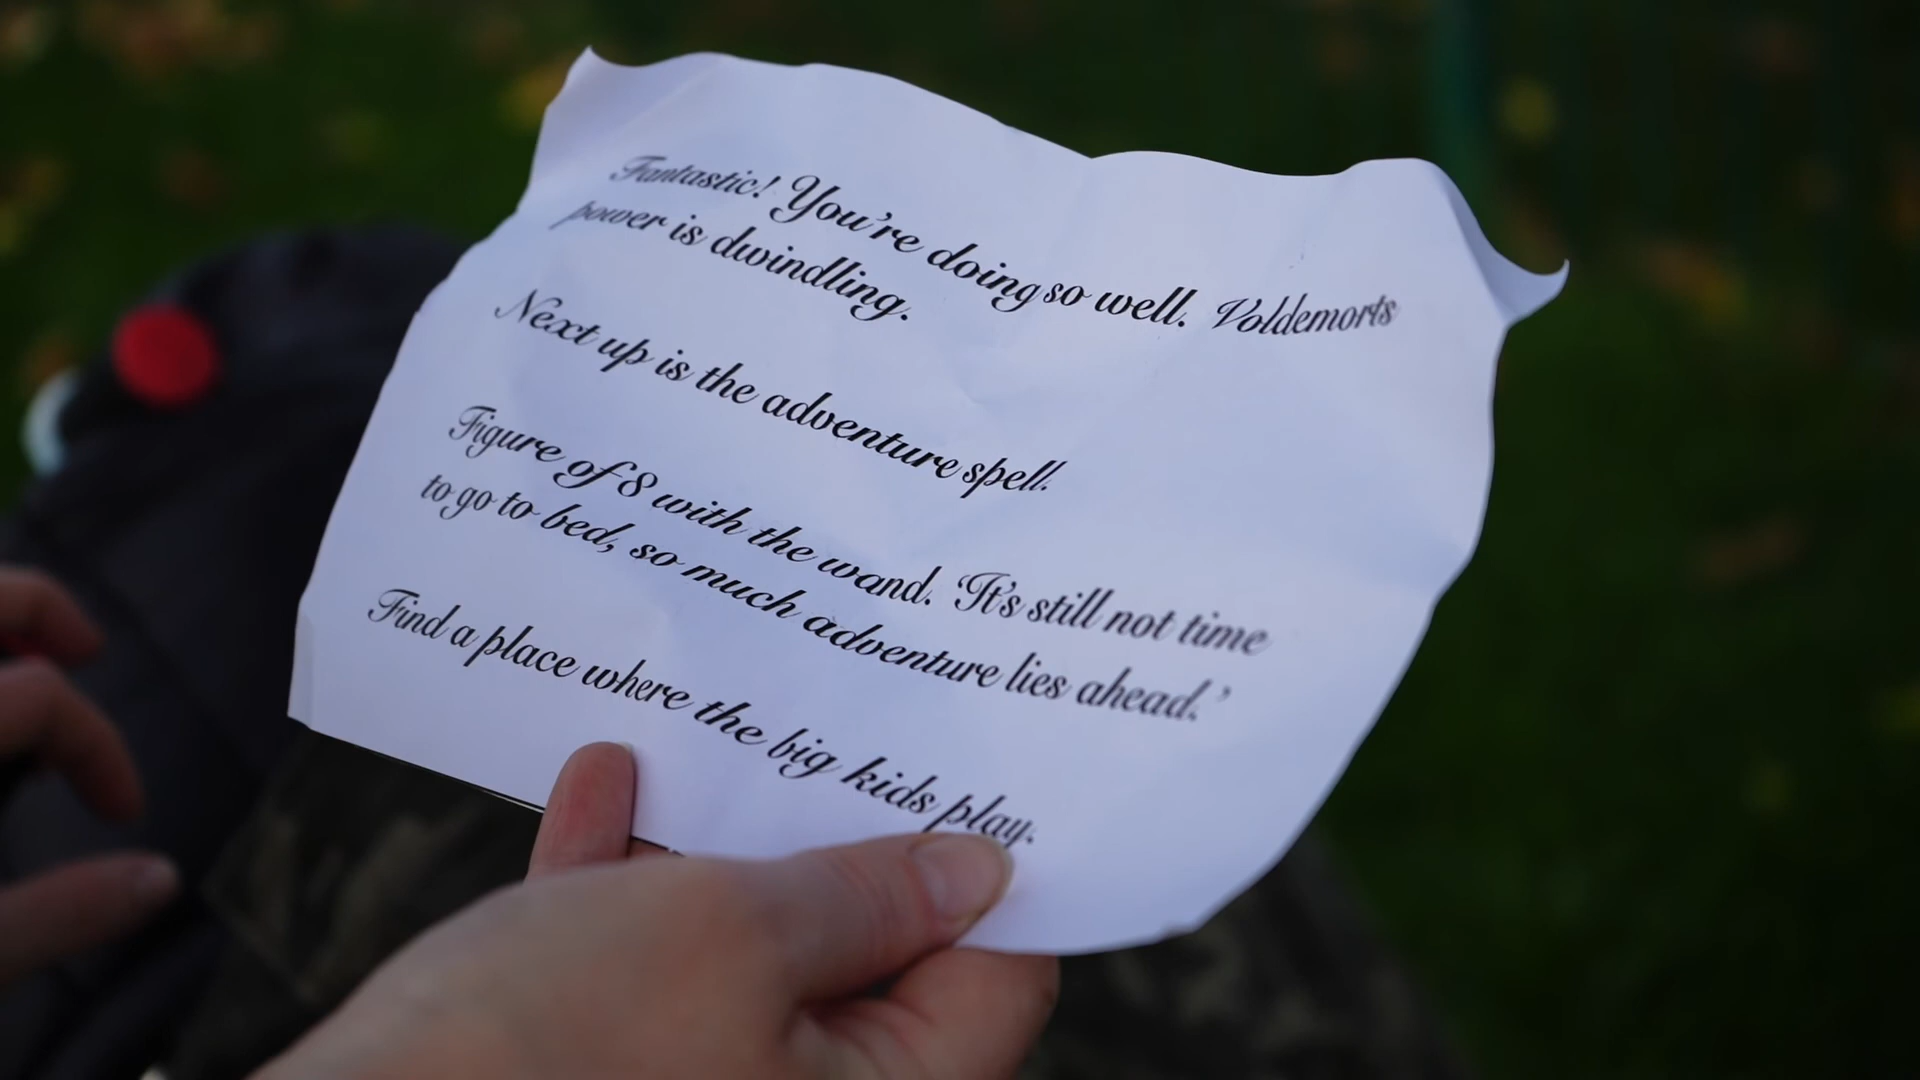 Fantastic! You're doing so well. Voldemorts
power is dwindling.
Next up is the adventure spell.
Figure of 8 with the wand. 'It's still not time
to go to bed, so much adventure lies ahead.'
Find a place where the big kids play.